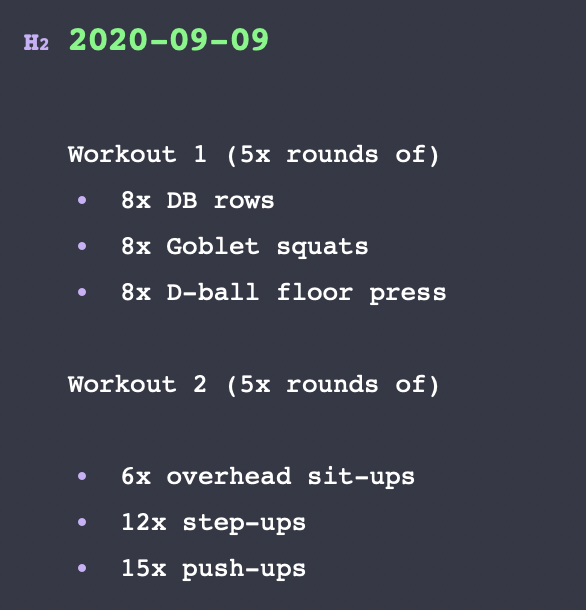 H2 2020-09-09
Workout 1 (5x rounds of)
• 8x DB rows
• 8x Goblet squats
• 8x D-ball floor press
Workout 2 (5x rounds of)
• 6x overhead sit-ups
• 12x step-ups
• 15x push-ups